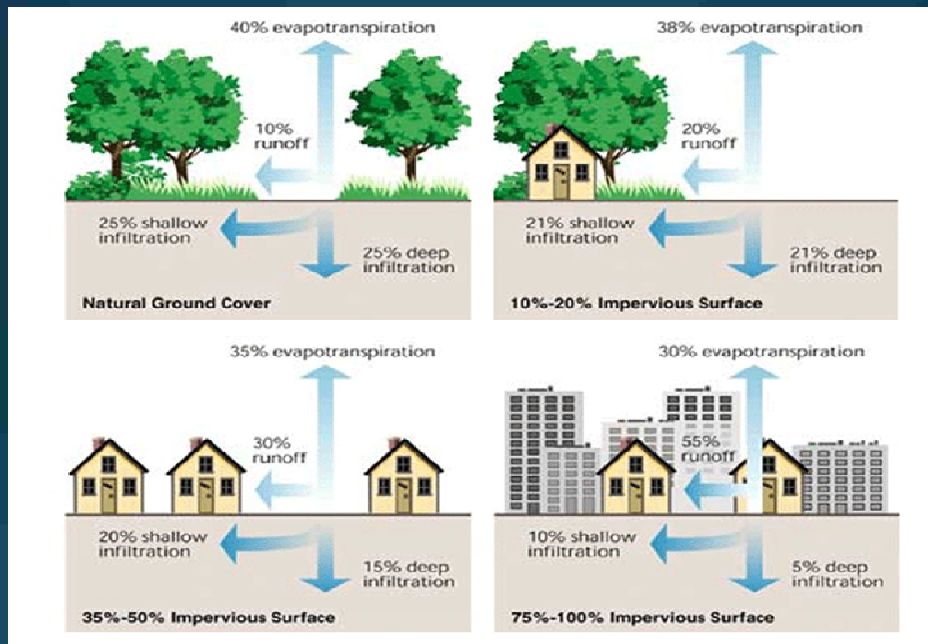 40% evapotranspiration
10%
runoff
25% shallow
infiltration
25% deep
infiltration
Natural Ground Cover
38% evapotranspiration
20%
runoff
21% shallow
infiltration
21% deep
infiltration
10%-20% Impervious Surface
35% evapotranspiration
30%
runoff
20% shallow
infiltration
15% deep
infiltration
35%-50% Impervious Surface
30% evapotranspiration
55%
runoff
10% shallow
infiltration
5% deep
infiltration
75%-100% Impervious Surface